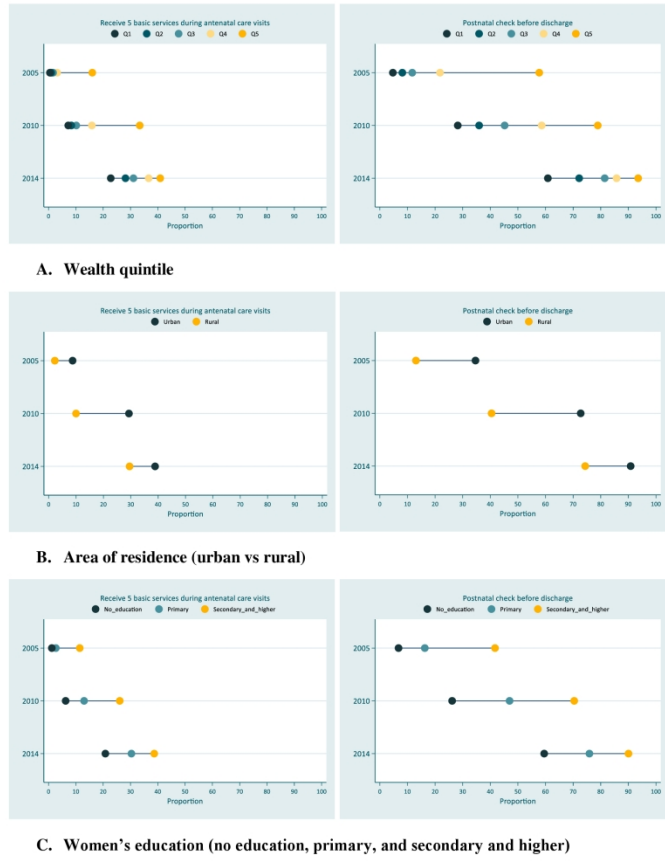 Receive 5 basic services during antenatal care visits
Q1 Q2 Q3 Q4 Q5
2005
2010
2014
0 10 20 30 40 50 60 70 80 90 100
Proportion
Postnatal check before discharge
Q1 Q2 Q3 Q4 Q5
2005
2010
2014
0 10 20 30 40 50 60 70 80 90 100
Proportion
A. Wealth quintile
Receive 5 basic services during antenatal care visits
Urban Rural
2005
2010
2014
0 10 20 30 40 50 60 70 80 90 100
Proportion
Postnatal check before discharge
Urban Rural
2005
2010
2014
0 10 20 30 40 50 60 70 80 90 100
Proportion
B. Area of residence (urban vs rural)
Receive 5 basic services during antenatal care visits
No_education Primary Secondary_and_higher
2005
2010
2014
0 10 20 30 40 50 60 70 80 90 100
Proportion
Postnatal check before discharge
No_education Primary Secondary_and_higher
2005
2010
2014
0 10 20 30 40 50 60 70 80 90 100
Proportion
C. Women's education (no education, primary, and secondary and higher)